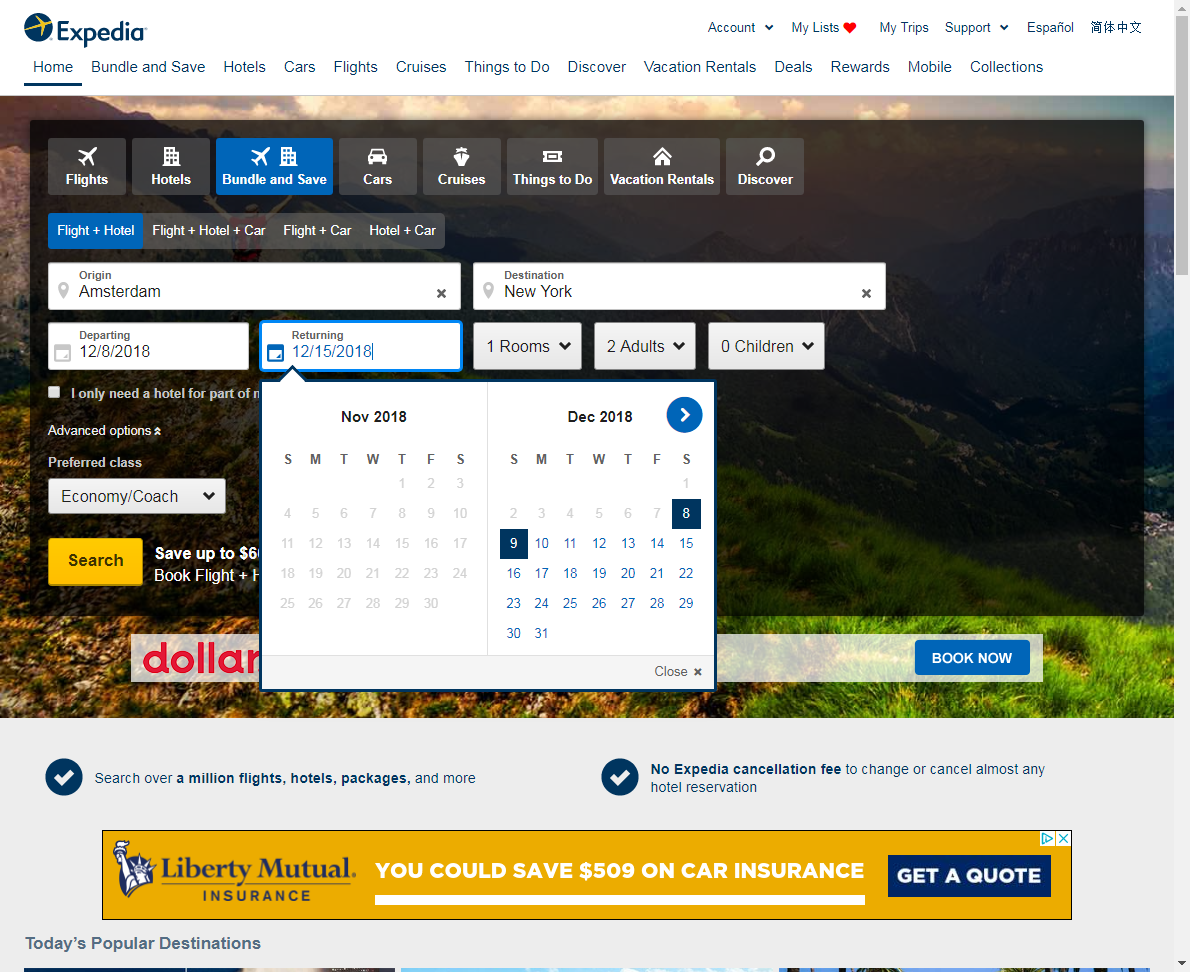 Expedia
Account
My Lists
My Trips
Support
Español
简体中文
Home
Bundle and Save
Hotels
Cars
Flights
Cruises
Things to Do
Discover
Vacation Rentals
Deals
Rewards
Mobile
Collections
Flights
Hotels
Bundle and Save
Cars
Cruises
Things to Do
Vacation Rentals
Discover
Flight + Hotel
Flight + Hotel + Car
Flight + Car
Hotel + Car
Origin
Amsterdam
Destination
New York
Departing
12/8/2018
Returning
12/15/2018
1 Rooms
2 Adults
0 Children
I only need a hotel for part of
Advanced options
Preferred class
Economy/Coach
Search
Save up to $6
Book Flight + H
Nov 2018
S M T W T F S
1 2 3
4 5 6 7 8 9 10
11 12 13 14 15 16 17
18 19 20 21 22 23 24
25 26 27 28 29 30
Dec 2018
S M T W T F S
1
2 3 4 5 6 7 8
9 10 11 12 13 14 15
16 17 18 19 20 21 22
23 24 25 26 27 28 29
30 31
Close
dollar
BOOK NOW
Search over a million flights, hotels, packages, and more
No Expedia cancellation fee to change or cancel almost any
hotel reservation
Liberty Mutual.
INSURANCE
YOU COULD SAVE $509 ON CAR INSURANCE
GET A QUOTE
Today's Popular Destinations